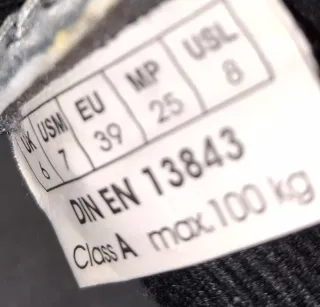 UK USM EU MP USL
6 7 39 25 8
DIN EN 13843
Class A max.100 kg